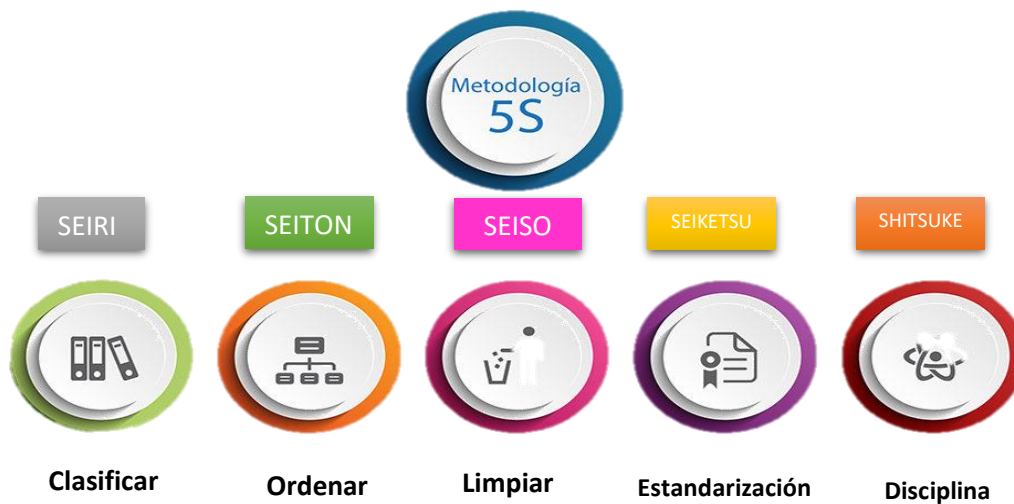 Metodología
5S
SEIRI
SEITON
SEISO
SEIKETSU
SHITSUKE
Clasificar
Ordenar
Limpiar
Estandarización
Disciplina